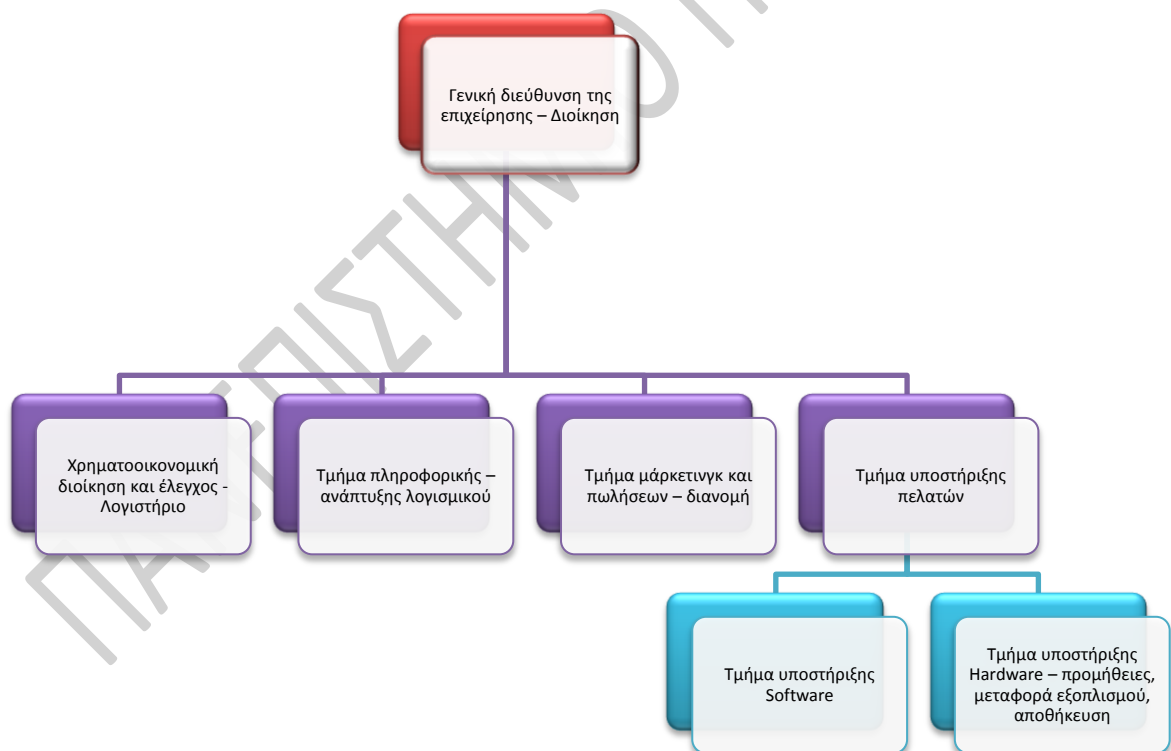 Γενική διεύθυνση της
επιχείρησης – Διοίκηση
Χρηματοοικονομική
διοίκηση και έλεγχος -
Λογιστήριο
Τμήμα πληροφορικής –
ανάπτυξης λογισμικού
Τμήμα μάρκετινγκ και
πωλήσεων – διανομή
Τμήμα υποστήριξης
πελατών
Τμήμα υποστήριξης
Software
Τμήμα υποστήριξης
Hardware – προμήθειες,
μεταφορά εξοπλισμού,
αποθήκευση